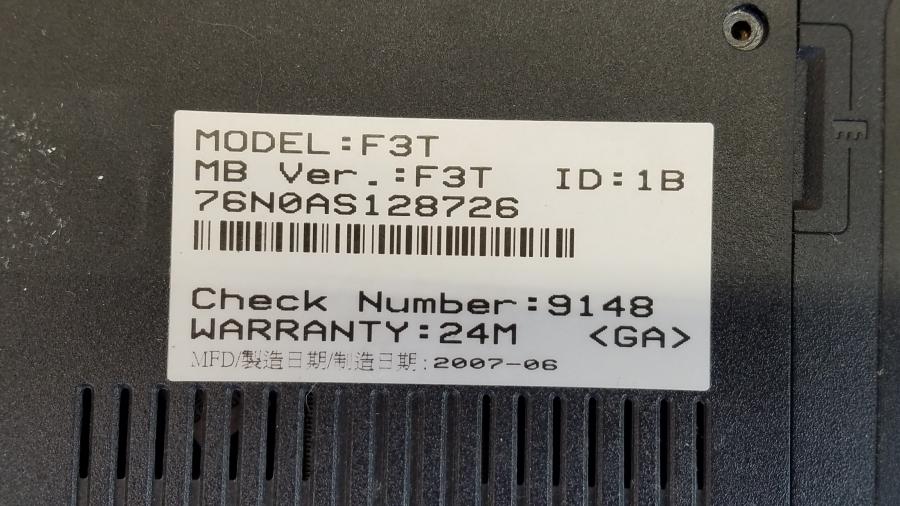 MODEL:F3T
MB Ver.:F3T ID:1B
76N0AS128726
Check Number:9148
WARRANTY:24M <GA>
MFD/製造日期/制造日期:2007-06
E